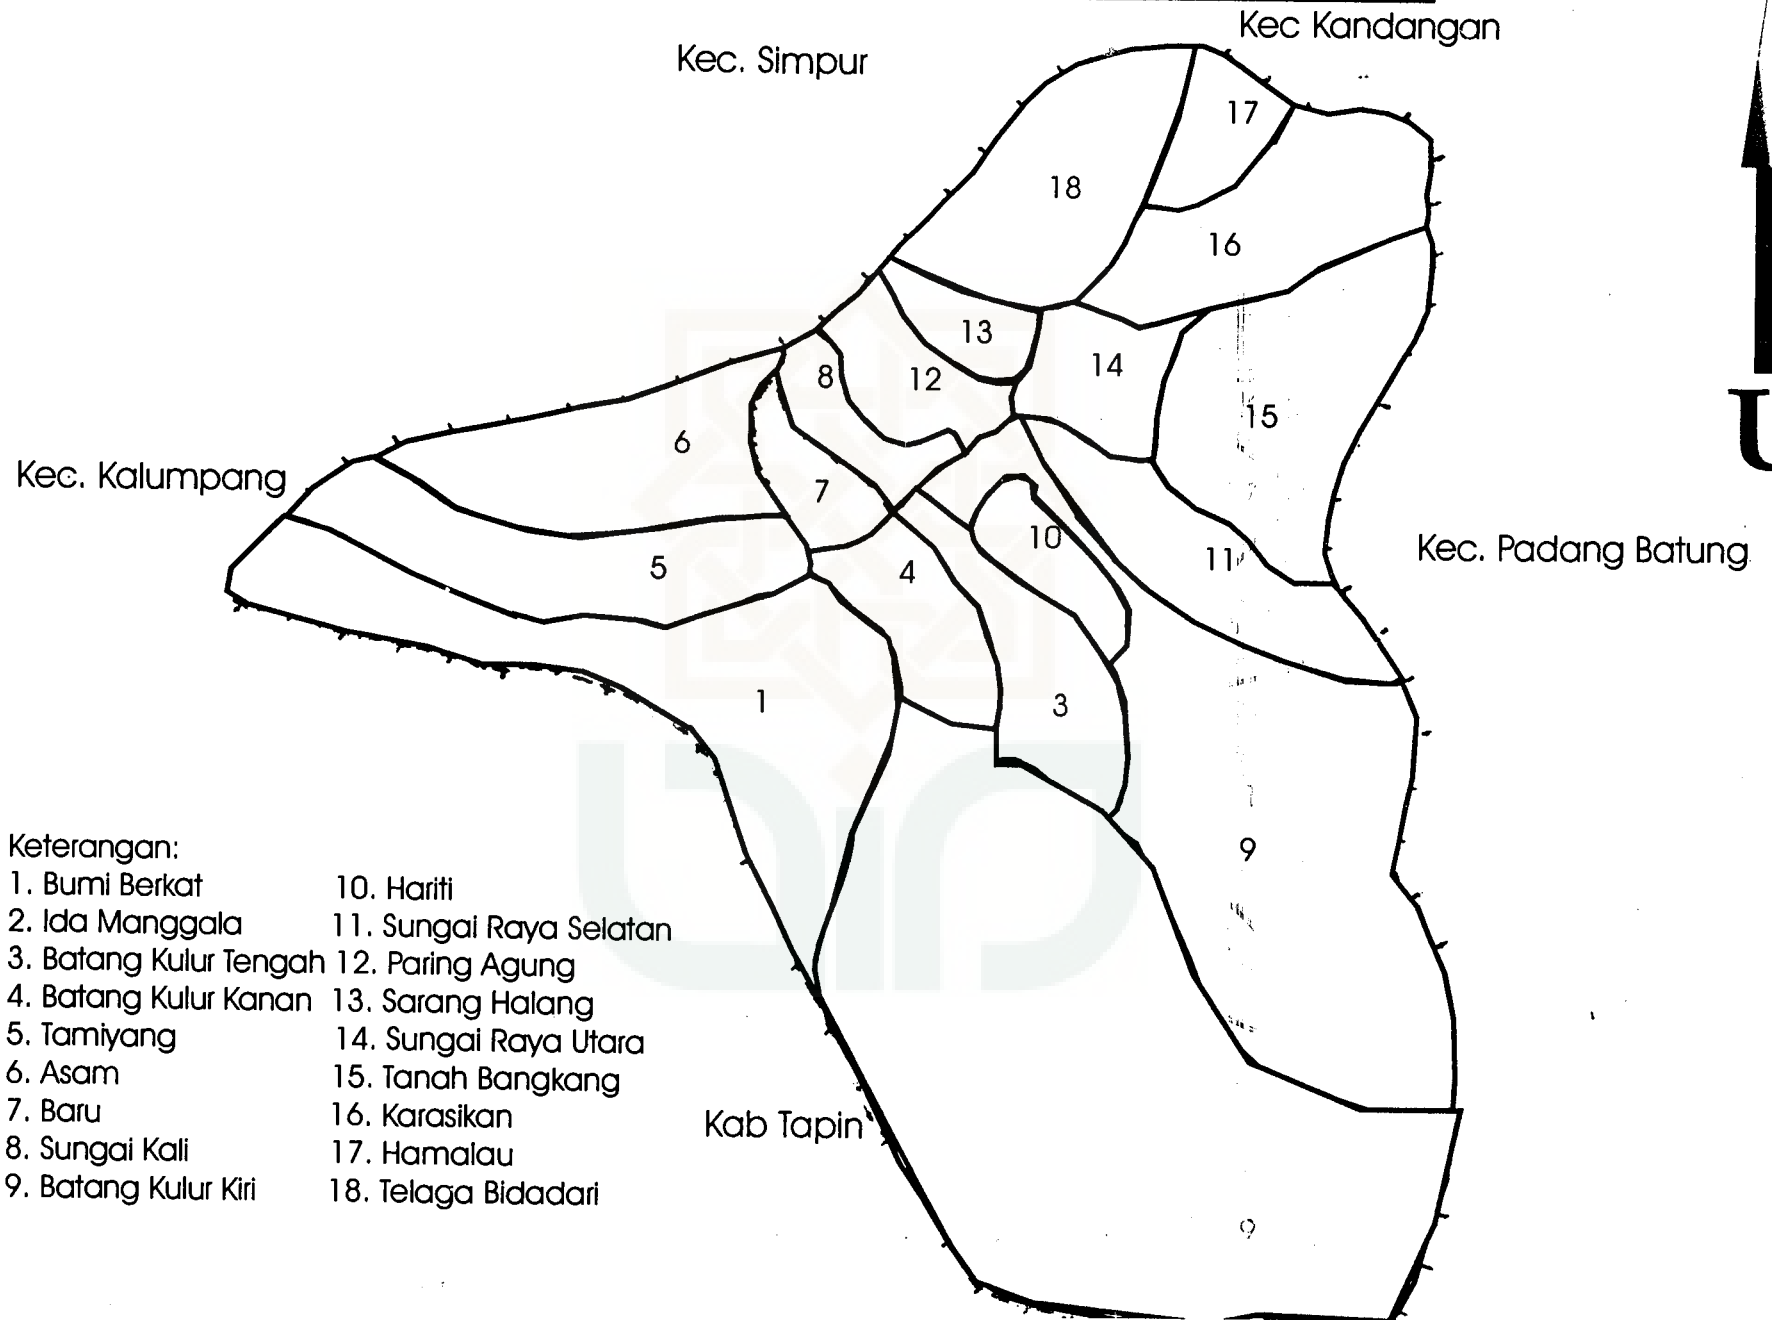 Kec Kandangan
Kec. Simpur
17
18
16
13
14
8
12
15
6
Kec. Kalumpang
7
10
Kec. Padang Batung
11
5
4
1
3
9
9
Kab Tapin
U
Keterangan:
1. Bumi Berkat
2. Ida Manggala
3. Batang Kulur Tengah
4. Batang Kulur Kanan
5. Tamiyang
6. Asam
7. Baru
8. Sungai Kali
9. Batang Kulur Kiri
10. Hariti
11. Sungai Raya Selatan
12. Paring Agung
13. Sarang Halang
14. Sungai Raya Utara
15. Tanah Bangkang
16. Karasikan
17. Hamalau
18. Telaga Bidadari